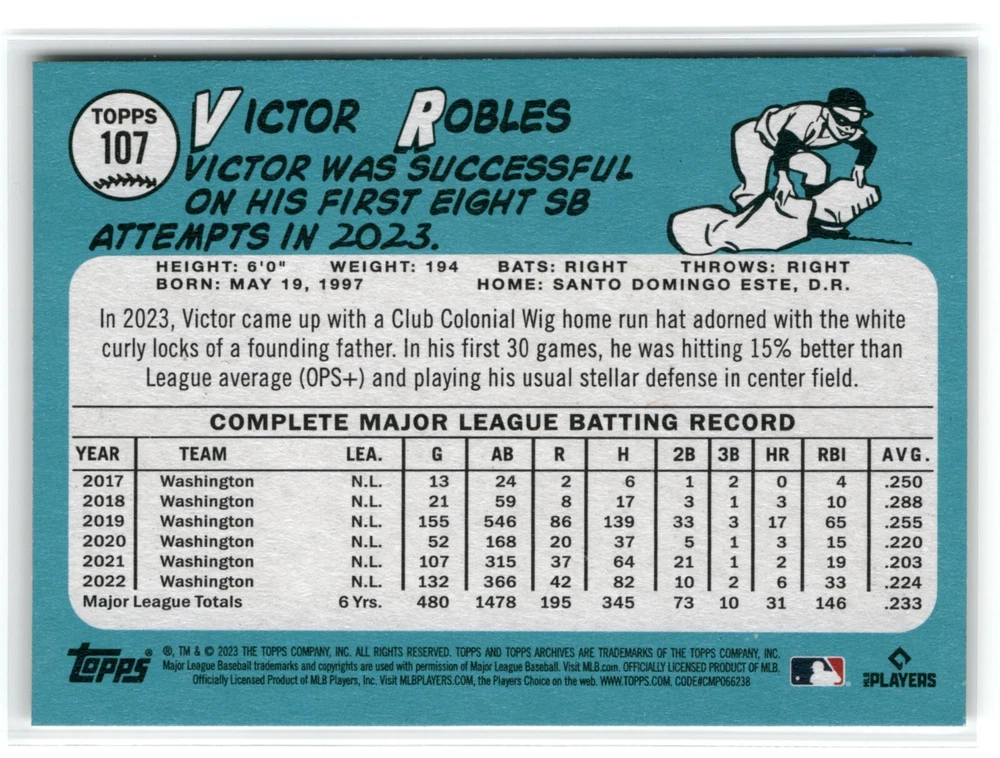 TOPPS
107
VICTOR ROBLES
VICTOR WAS SUCCESSFUL
ON HIS FIRST EIGHT SB
ATTEMPTS IN 2023.
HEIGHT: 6'0" WEIGHT: 194 BATS: RIGHT THROWS: RIGHT
BORN: MAY 19, 1997 HOME: SANTO DOMINGO ESTE, D.R.
In 2023, Victor came up with a Club Colonial Wig home run hat adorned with the white
curly locks of a founding father. In his first 30 games, he was hitting 15% better than
League average (OPS+) and playing his usual stellar defense in center field.
COMPLETE MAJOR LEAGUE BATTING RECORD
YEAR TEAM LEA. G AB R H 2B 3B HR RBI AVG.
2017 Washington N.L. 13 24 2 6 1 2 0 4 .250
2018 Washington N.L. 21 59 8 17 3 1 3 10 .288
2019 Washington N.L. 155 546 86 139 33 3 17 65 .255
2020 Washington N.L. 52 168 20 37 5 1 3 15 .220
2021 Washington N.L. 107 315 37 64 21 1 2 19 .203
2022 Washington N.L. 132 366 42 82 10 2 6 33 .224
Major League Totals 6 Yrs. 480 1478 195 345 73 10 31 146 .233
topps®
®, TM & © 2023 THE TOPPS COMPANY, INC. ALL RIGHTS RESERVED. TOPPS AND TOPPS ARCHIVES ARE TRADEMARKS OF THE TOPPS COMPANY, INC.
Major League Baseball trademarks and copyrights are used with permission of Major League Baseball. Visit MLB.com. OFFICIALLY LICENSED PRODUCT OF MLB.
Officially Licensed Product of MLB Players, Inc. Visit MLBPLAYERS.COM, the Players Choice on the web. WWW.TOPPS.COM. CODE#CMP066238
MLB PLAYERS